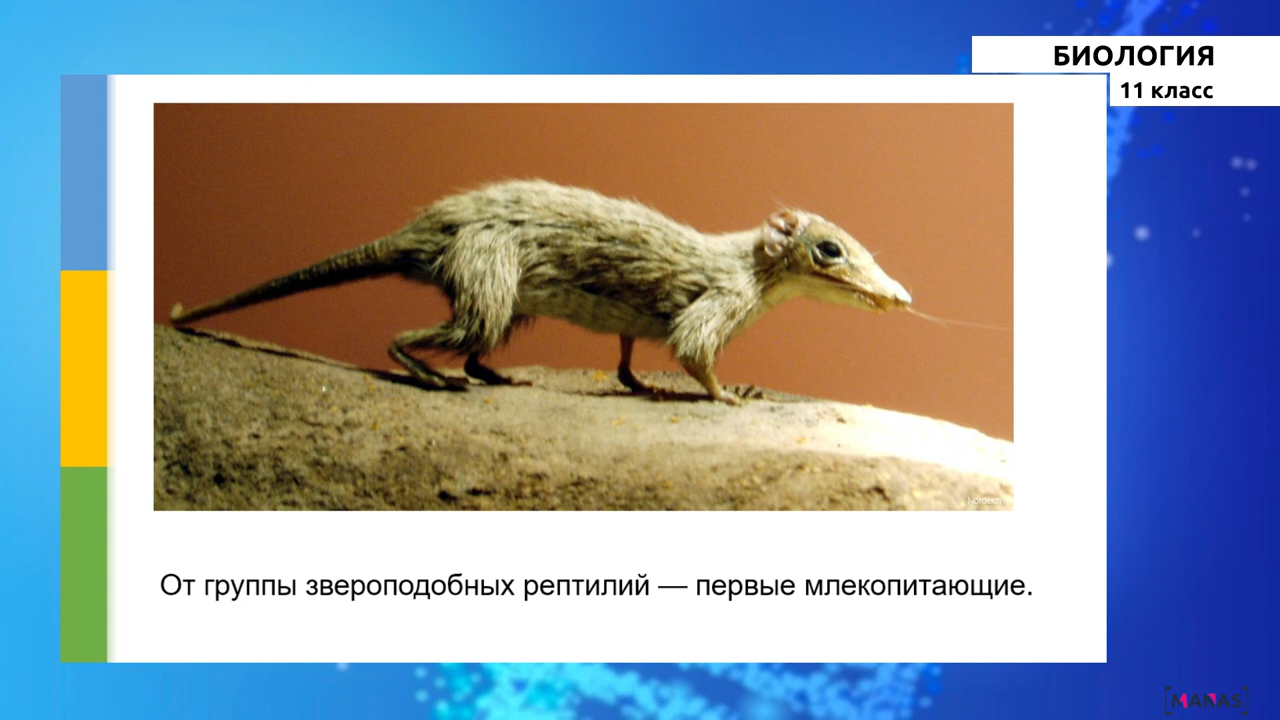 БИОЛОГИЯ
11 класс
От группы звероподобных рептилий — первые млекопитающие.
MANAS